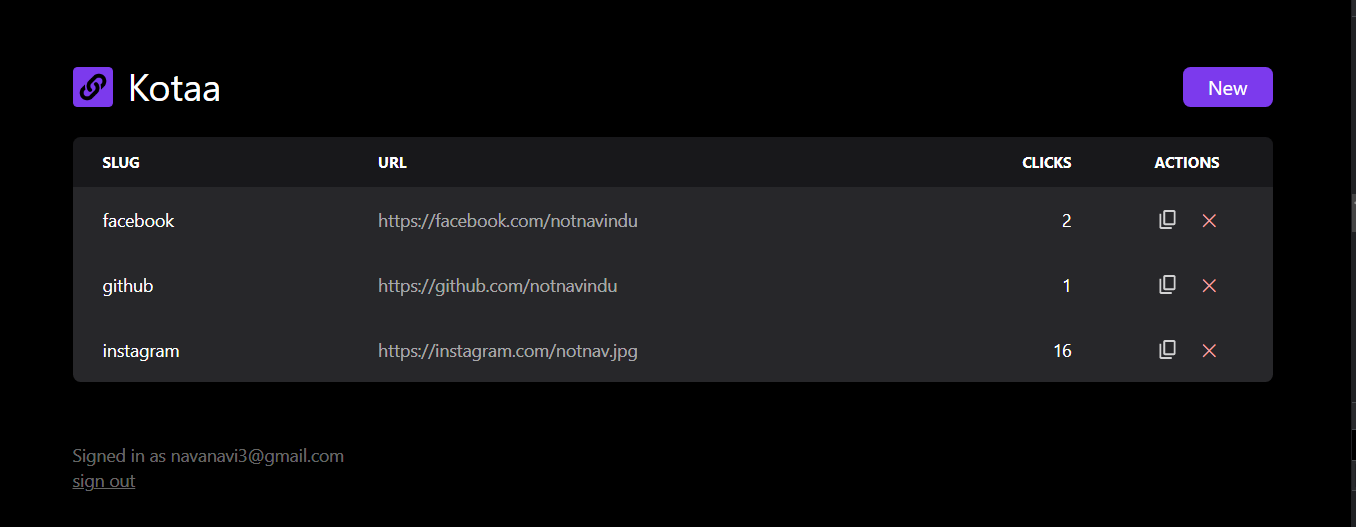 Kotaa
New
SLUG URL CLICKS ACTIONS
facebook https://facebook.com/notnavindu 2
github https://github.com/notnavindu 1
instagram https://instagram.com/notnav.jpg 16
Signed in as navanavi3@gmail.com
sign out